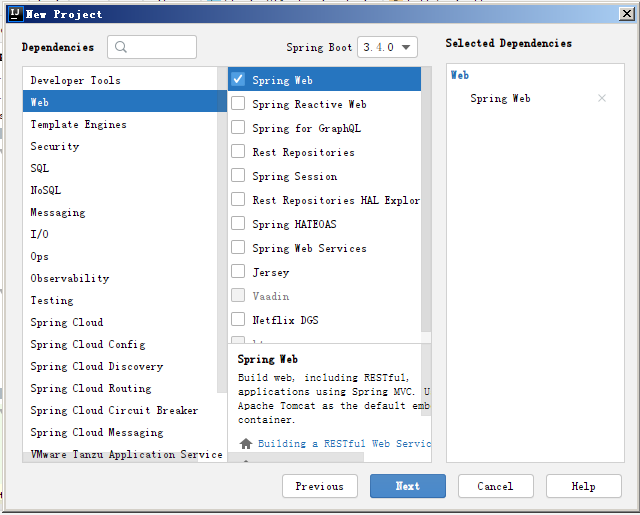 New Project
Dependencies
Spring Boot 3.4.0
Selected Dependencies
Developer Tools
Web
Template Engines
Security
SQL
NoSQL
Messaging
I/O
Ops
Observability
Testing
Spring Cloud
Spring Cloud Config
Spring Cloud Discovery
Spring Cloud Routing
Spring Cloud Circuit Breaker
Spring Cloud Messaging
VMware Tanzu Application Service
Spring Web
Spring Reactive Web
Spring for GraphQL
Rest Repositories
Spring Session
Rest Repositories HAL Explor
Spring HATEOAS
Spring Web Services
Jersey
Vaadin
Netflix DGS
Spring Web
Build web, including RESTful,
applications using Spring MVC. U
Apache Tomcat as the default emb
container.
Building a RESTful Web Servic
Web
Spring Web
Previous
Next
Cancel
Help